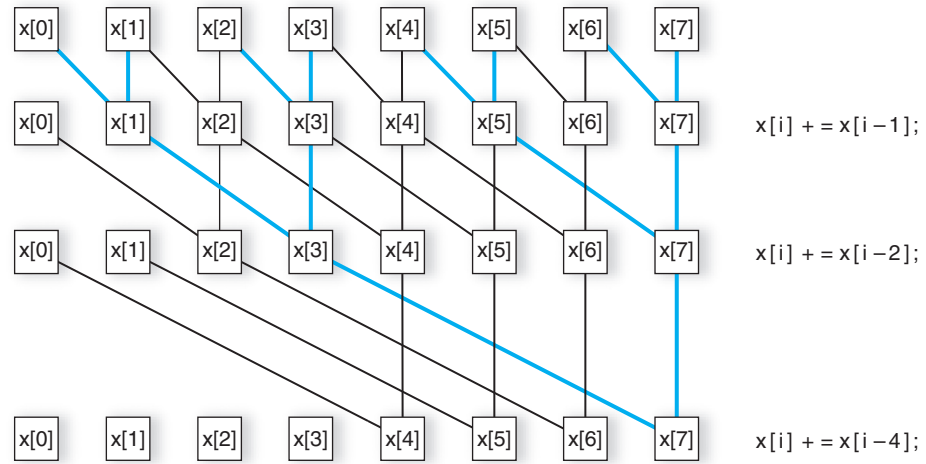 x[0] x[1] x[2] x[3] x[4] x[5] x[6] x[7]
x[0] x[1] x[2] x[3] x[4] x[5] x[6] x[7] x[i] += x[i–1];
x[0] x[1] x[2] x[3] x[4] x[5] x[6] x[7] x[i] += x[i–2];
x[0] x[1] x[2] x[3] x[4] x[5] x[6] x[7] x[i] += x[i–4];